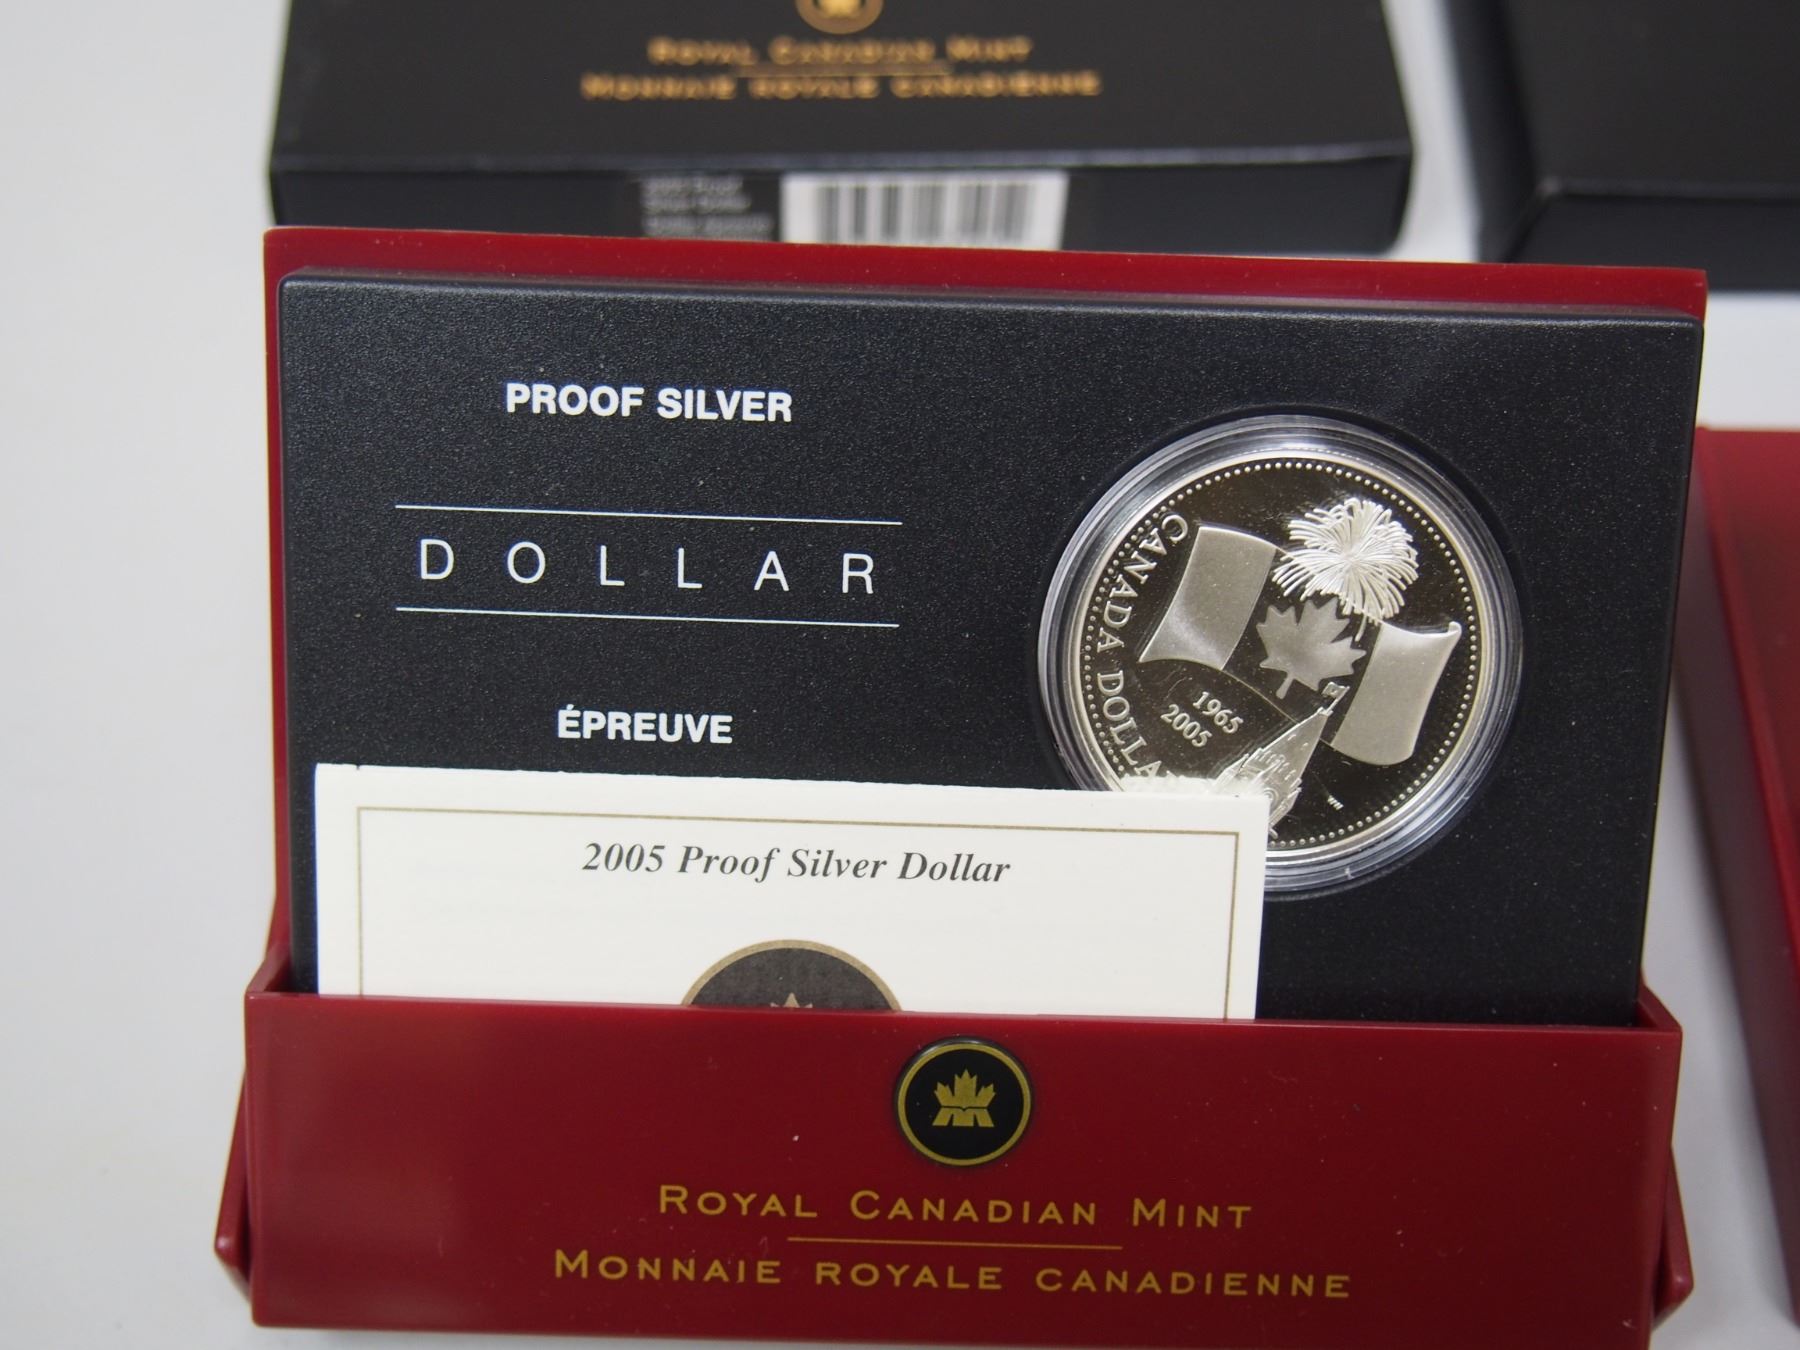 ROYAL CANADIAN MINT
MONNAIE ROYALE CANADIENNE
PROOF SILVER
DOLLAR
ÉPREUVE
CANADA DOLLA
1965
2005
2005 Proof Silver Dollar
ROYAL CANADIAN MINT
MONNAIE ROYALE CANADIENNE